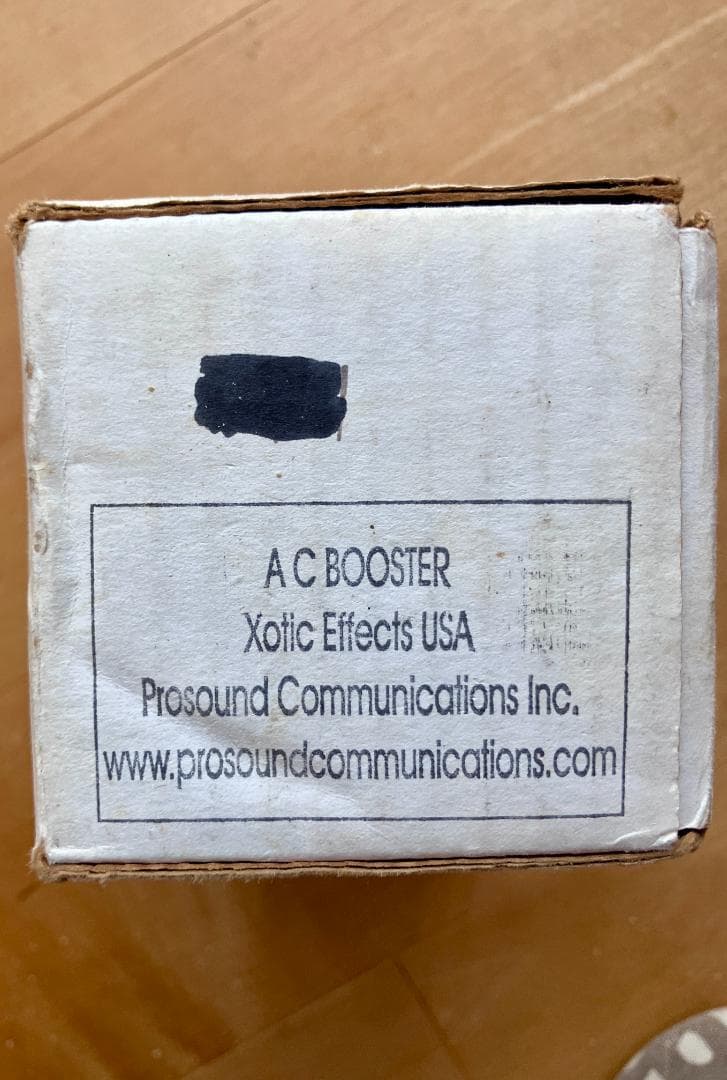 A C BOOSTER
Xotic Effects USA
Prosound Communications Inc.
www.prosoundcommunications.com